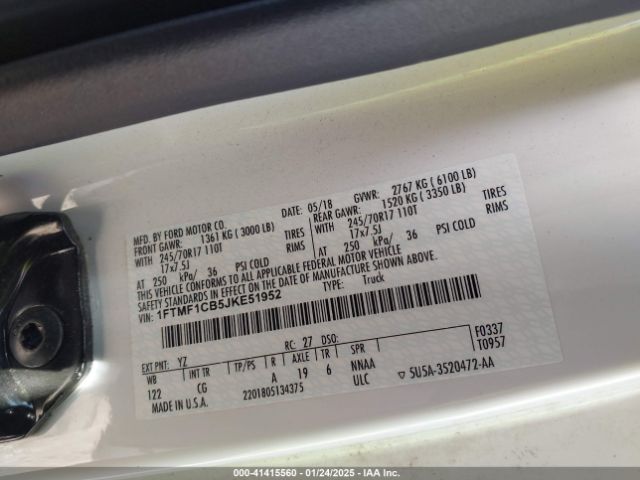 MFD. BY FORD MOTOR CO.
DATE: 05/18 GVWR: 2767 KG ( 6100 LB)
FRONT GAWR: 1361 KG ( 3000 LB) REAR GAWR: 1520 KG ( 3350 LB)
WITH 245/70R17 110T TIRES WITH 245/70R17 110T TIRES
17x7.5J RIMS 17x7.5J RIMS
AT 250 kPa/ 36 PSI COLD AT 250 kPa/ 36 PSI COLD
THIS VEHICLE CONFORMS TO ALL APPLICABLE FEDERAL MOTOR VEHICLE
SAFETY STANDARDS IN EFFECT ON THE DATE OF MANUFACTURE SHOWN ABOVE.
VIN: 1FTMF1CB5JKE51952 TYPE: Truck
EXT PNT: YZ RC: 27 DSO: F0337
WB INT TR TP/PS R AXLE TR SPR T0957
122 CG A 19 6 NNAA
2201805134375 ULC ▽ 5U5A-3520472-AA
000-41415560 - 01/24/2025 - IAA Inc.